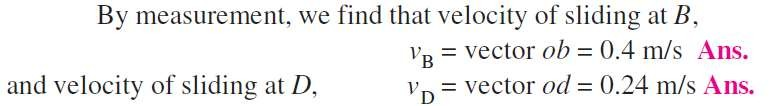 By measurement, we find that velocity of sliding at B,
vB = vector ob = 0.4 m/s Ans.
and velocity of sliding at D, vD = vector od = 0.24 m/s Ans.